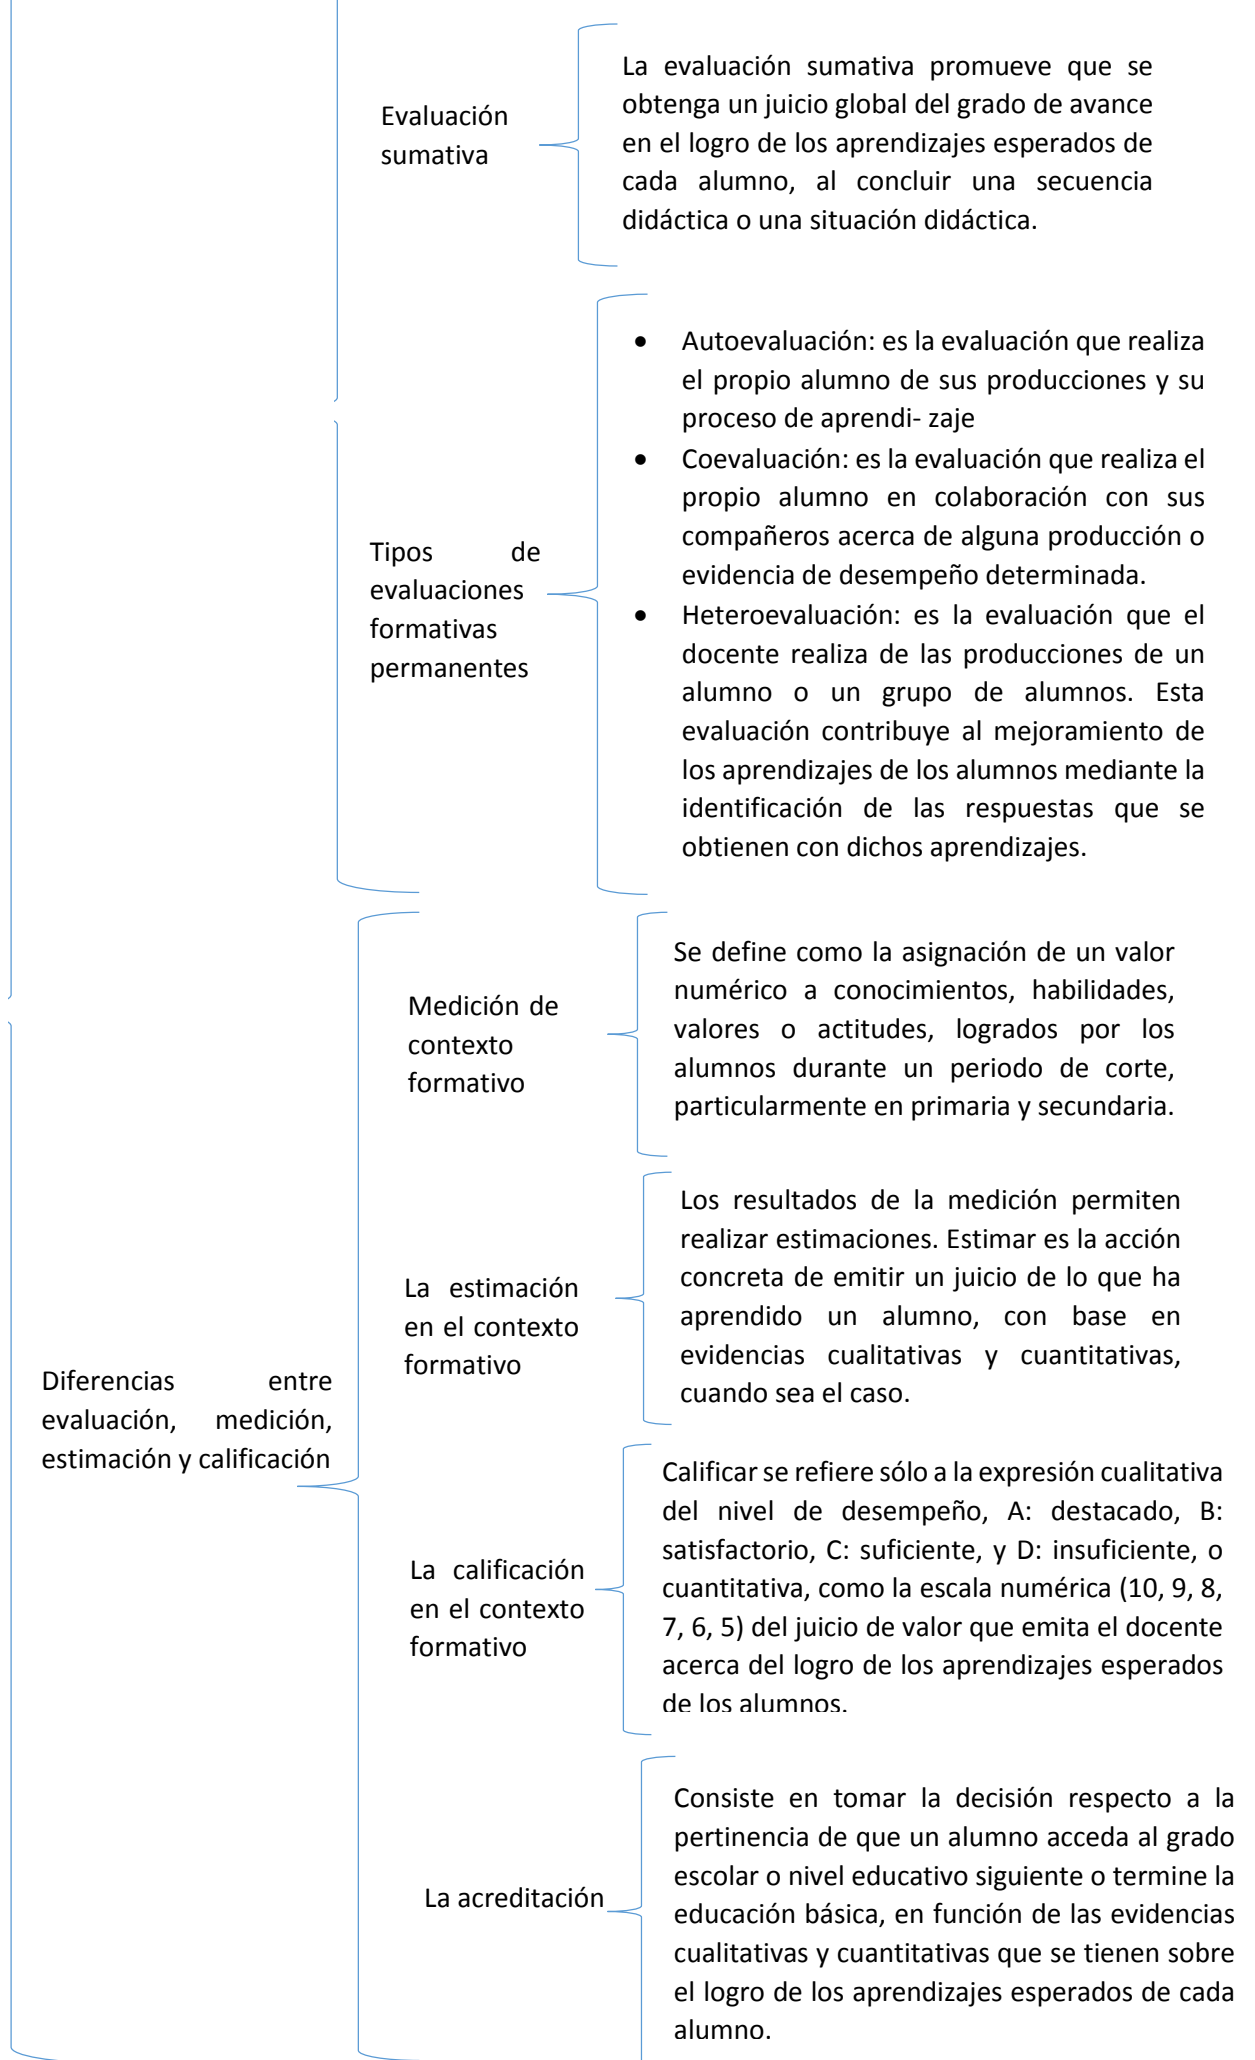 Evaluación
sumativa
La evaluación sumativa promueve que se
obtenga un juicio global del grado de avance
en el logro de los aprendizajes esperados de
cada alumno, al concluir una secuencia
didáctica o una situación didáctica.
Tipos de
evaluaciones
formativas
permanentes
• Autoevaluación: es la evaluación que realiza
el propio alumno de sus producciones y su
proceso de aprendi- zaje
• Coevaluación: es la evaluación que realiza el
propio alumno en colaboración con sus
compañeros acerca de alguna producción o
evidencia de desempeño determinada.
• Heteroevaluación: es la evaluación que el
docente realiza de las producciones de un
alumno o un grupo de alumnos. Esta
evaluación contribuye al mejoramiento de
los aprendizajes de los alumnos mediante la
identificación de las respuestas que se
obtienen con dichos aprendizajes.
Diferencias entre
evaluación, medición,
estimación y calificación
Medición de
contexto
formativo
Se define como la asignación de un valor
numérico a conocimientos, habilidades,
valores o actitudes, logrados por los
alumnos durante un periodo de corte,
particularmente en primaria y secundaria.
La estimación
en el contexto
formativo
Los resultados de la medición permiten
realizar estimaciones. Estimar es la acción
concreta de emitir un juicio de lo que ha
aprendido un alumno, con base en
evidencias cualitativas y cuantitativas,
cuando sea el caso.
La calificación
en el contexto
formativo
Calificar se refiere sólo a la expresión cualitativa
del nivel de desempeño, A: destacado, B:
satisfactorio, C: suficiente, y D: insuficiente, o
cuantitativa, como la escala numérica (10, 9, 8,
7, 6, 5) del juicio de valor que emita el docente
acerca del logro de los aprendizajes esperados
de los alumnos.
La acreditación
Consiste en tomar la decisión respecto a la
pertinencia de que un alumno acceda al grado
escolar o nivel educativo siguiente o termine la
educación básica, en función de las evidencias
cualitativas y cuantitativas que se tienen sobre
el logro de los aprendizajes esperados de cada
alumno.